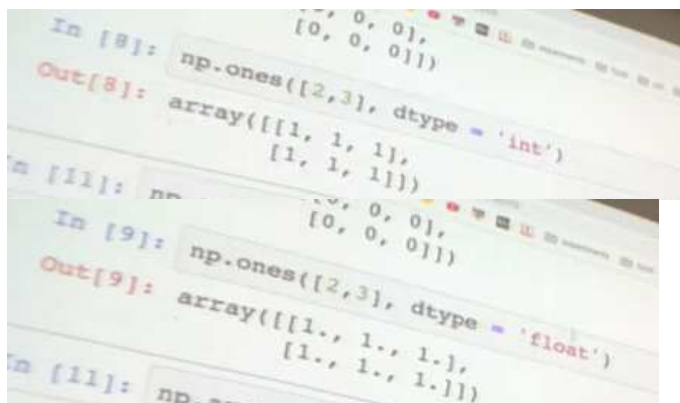 0, 0],
[0, 0, 0]])
In [8]: np.ones([2,3], dtype = 'int')
Out[8]: array([[1, 1, 1],
[1, 1, 1]])
In [11]:
0, 0],
[0, 0, 0]])
In [9]: np.ones([2,3], dtype = 'float')
Out[9]: array([[1., 1., 1.],
[1., 1., 1.]])
In [11]: